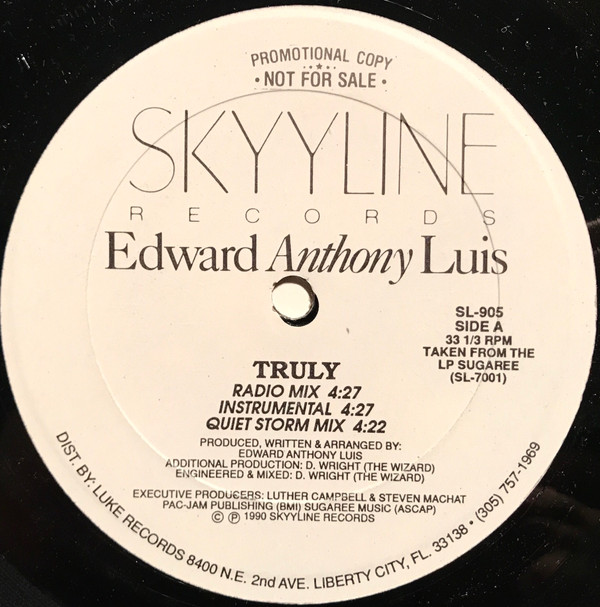 PROMOTIONAL COPY
• NOT FOR SALE •
SKYYLINE
RECORDS
Edward Anthony Luis
SL-905
SIDE A
33 1/3 RPM
TAKEN FROM THE
LP SUGAREE
(SL-7001)
TRULY
RADIO MIX 4:27
INSTRUMENTAL 4:27
QUIET STORM MIX 4:22
PRODUCED, WRITTEN & ARRANGED BY:
EDWARD ANTHONY LUIS
ADDITIONAL PRODUCTION: D. WRIGHT (THE WIZARD)
ENGINEERED & MIXED: D. WRIGHT (THE WIZARD)
EXECUTIVE PRODUCERS: LUTHER CAMPBELL & STEVEN MACHAT
PAC-JAM PUBLISHING (BMI) SUGAREE MUSIC (ASCAP)
© ℗ 1990 SKYYLINE RECORDS
DIST. BY: LUKE RECORDS 8400 N.E. 2nd AVE. LIBERTY CITY, FL. 33138 • (305) 757-1969